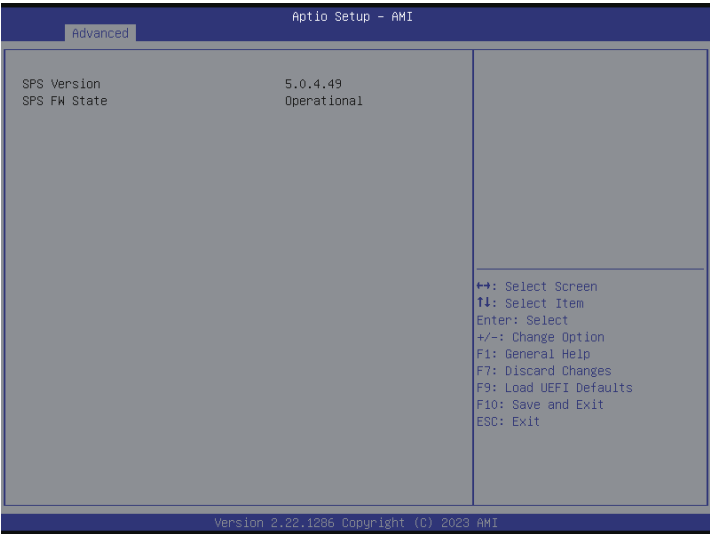 Aptio Setup – AMI
Advanced
SPS Version 5.0.4.49
SPS FW State Operational
↔: Select Screen
↑↓: Select Item
Enter: Select
+/-: Change Option
F1: General Help
F7: Discard Changes
F9: Load UEFI Defaults
F10: Save and Exit
ESC: Exit
Version 2.22.1286 Copyright (C) 2023 AMI